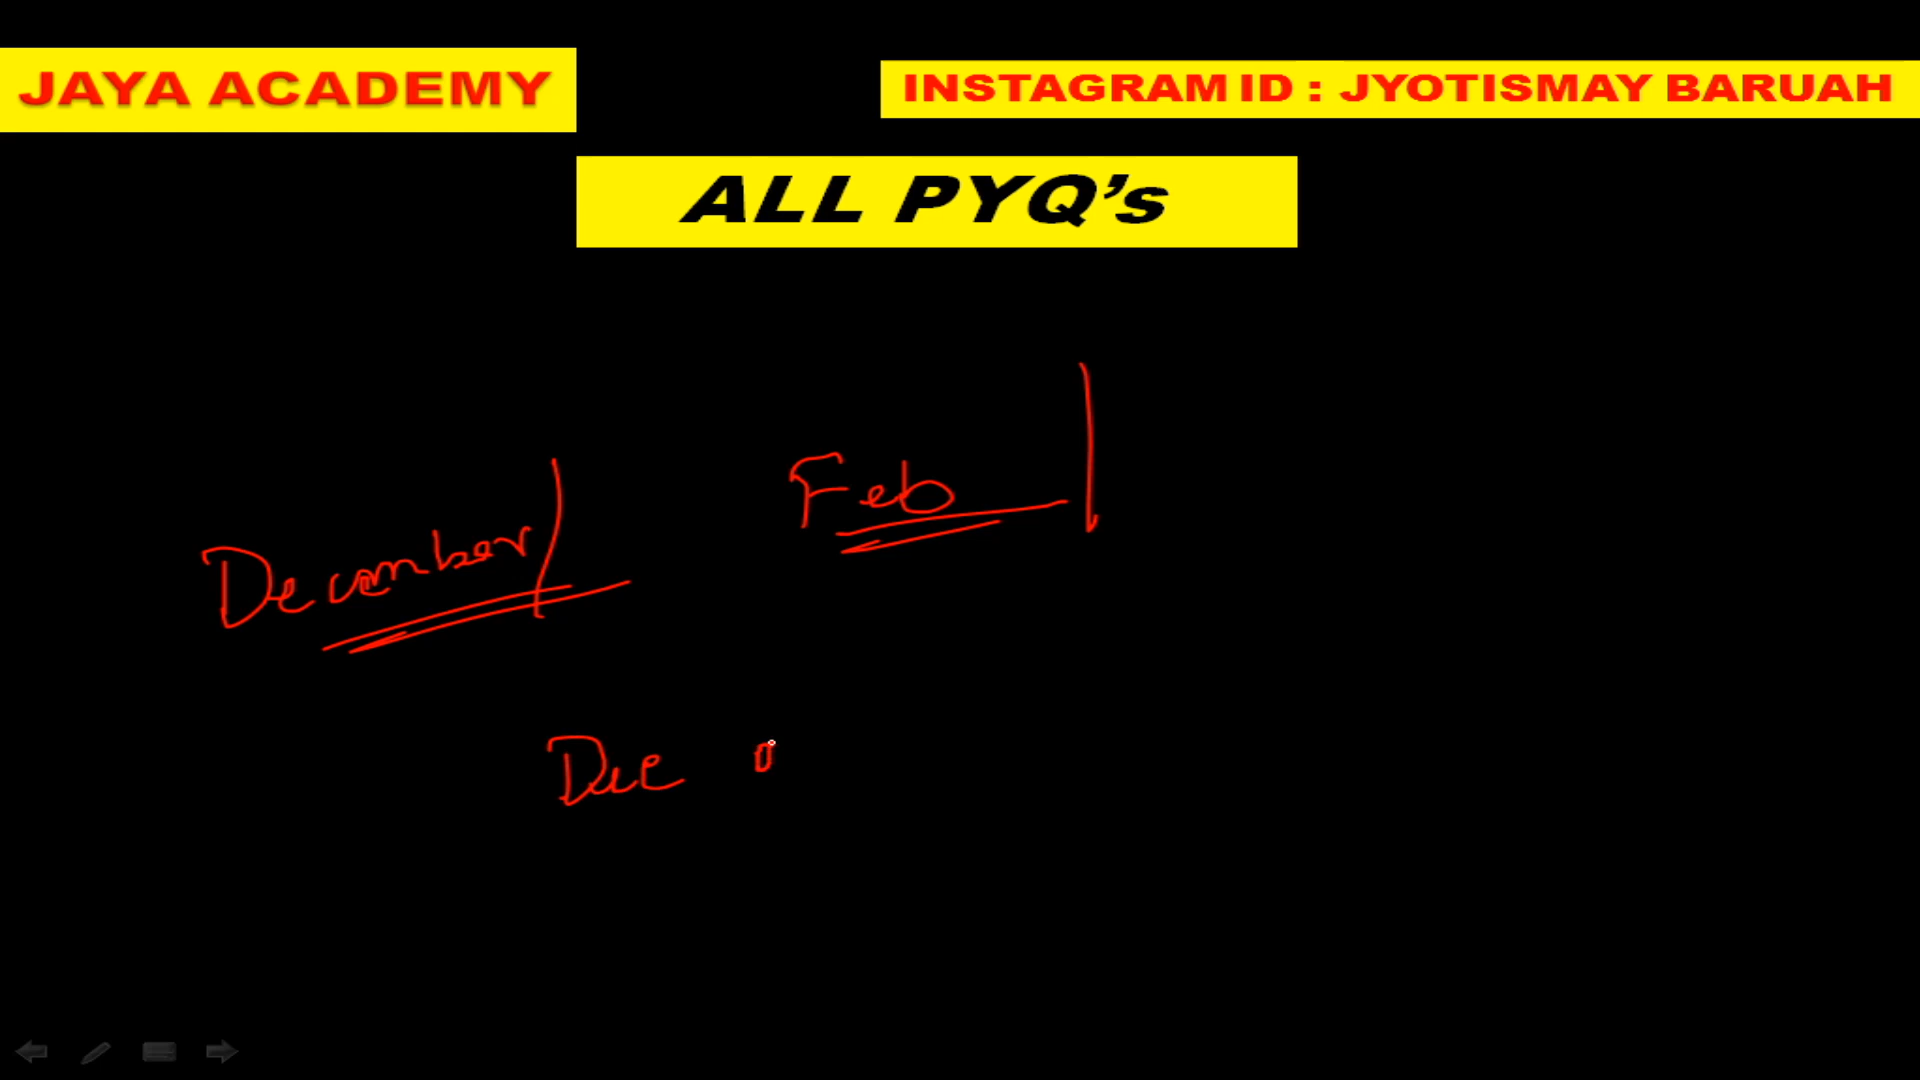 JAYA ACADEMY
INSTAGRAM ID : JYOTISMAY BARUAH
ALL PYQ's
Feb
December
Dec